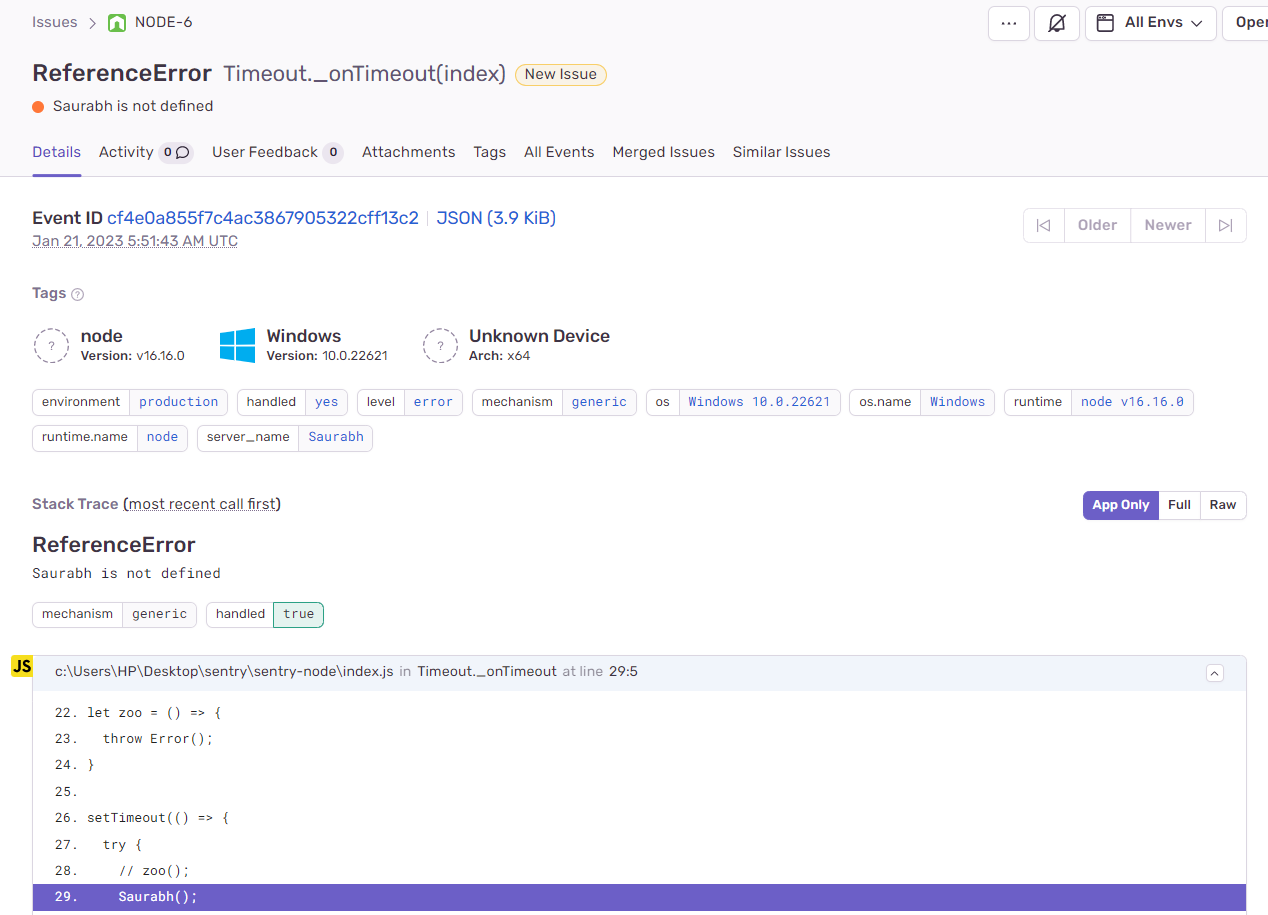 Issues > NODE-6
... All Envs Oper
ReferenceError Timeout._onTimeout(index) New Issue
Saurabh is not defined
Details Activity 0 User Feedback 0 Attachments Tags All Events Merged Issues Similar Issues
Event ID cf4e0a855f7c4ac3867905322cff13c2 | JSON (3.9 KiB)
Jan 21, 2023 5:51:43 AM UTC
Older Newer
Tags ?
? node
Version: v16.16.0
Windows
Version: 10.0.22621
? Unknown Device
Arch: x64
environment production handled yes level error mechanism generic os Windows 10.0.22621 os.name Windows runtime node v16.16.0
runtime.name node server_name Saurabh
Stack Trace (most recent call first)
App Only Full Raw
ReferenceError
Saurabh is not defined
mechanism generic handled true
JS
c:\Users\HP\Desktop\sentry\sentry-node\index.js in Timeout._onTimeout at line 29:5
22. let zoo = () => {
23. throw Error();
24. }
25.
26. setTimeout(() => {
27. try {
28. // zoo();
29. Saurabh();